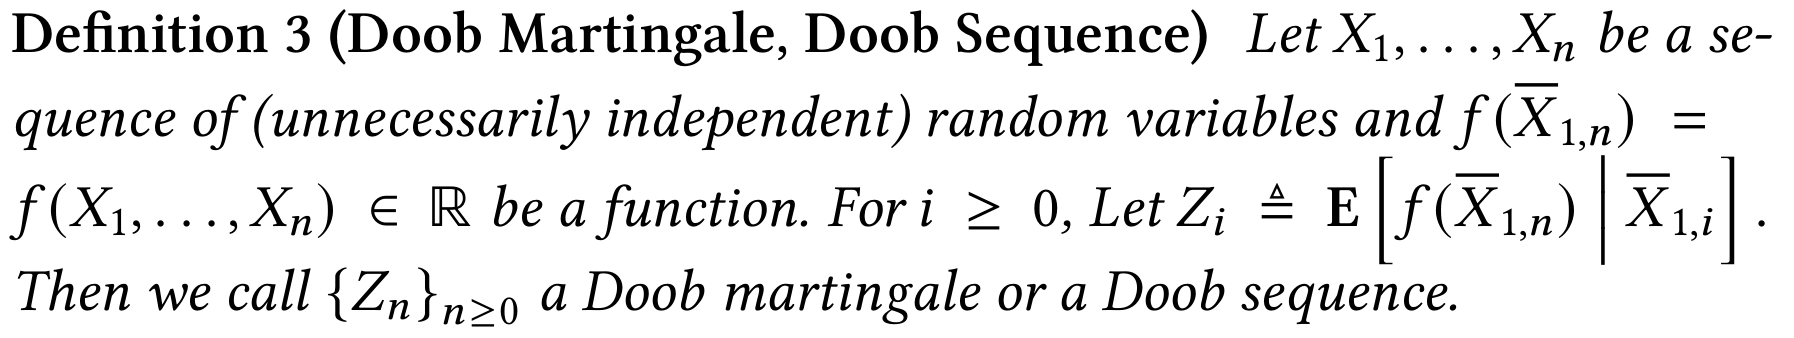 Definition 3 (Doob Martingale, Doob Sequence) Let X₁, . . . , Xₙ be a se-
quence of (unnecessarily independent) random variables and f(X̅₁,ₙ) =
f(X₁, . . . , Xₙ) ∈ ℝ be a function. For i ≥ 0, Let Zᵢ ≜ E [f(X̅₁,ₙ) | X̅₁,ᵢ] .
Then we call {Zₙ}ₙ≥₀ a Doob martingale or a Doob sequence.